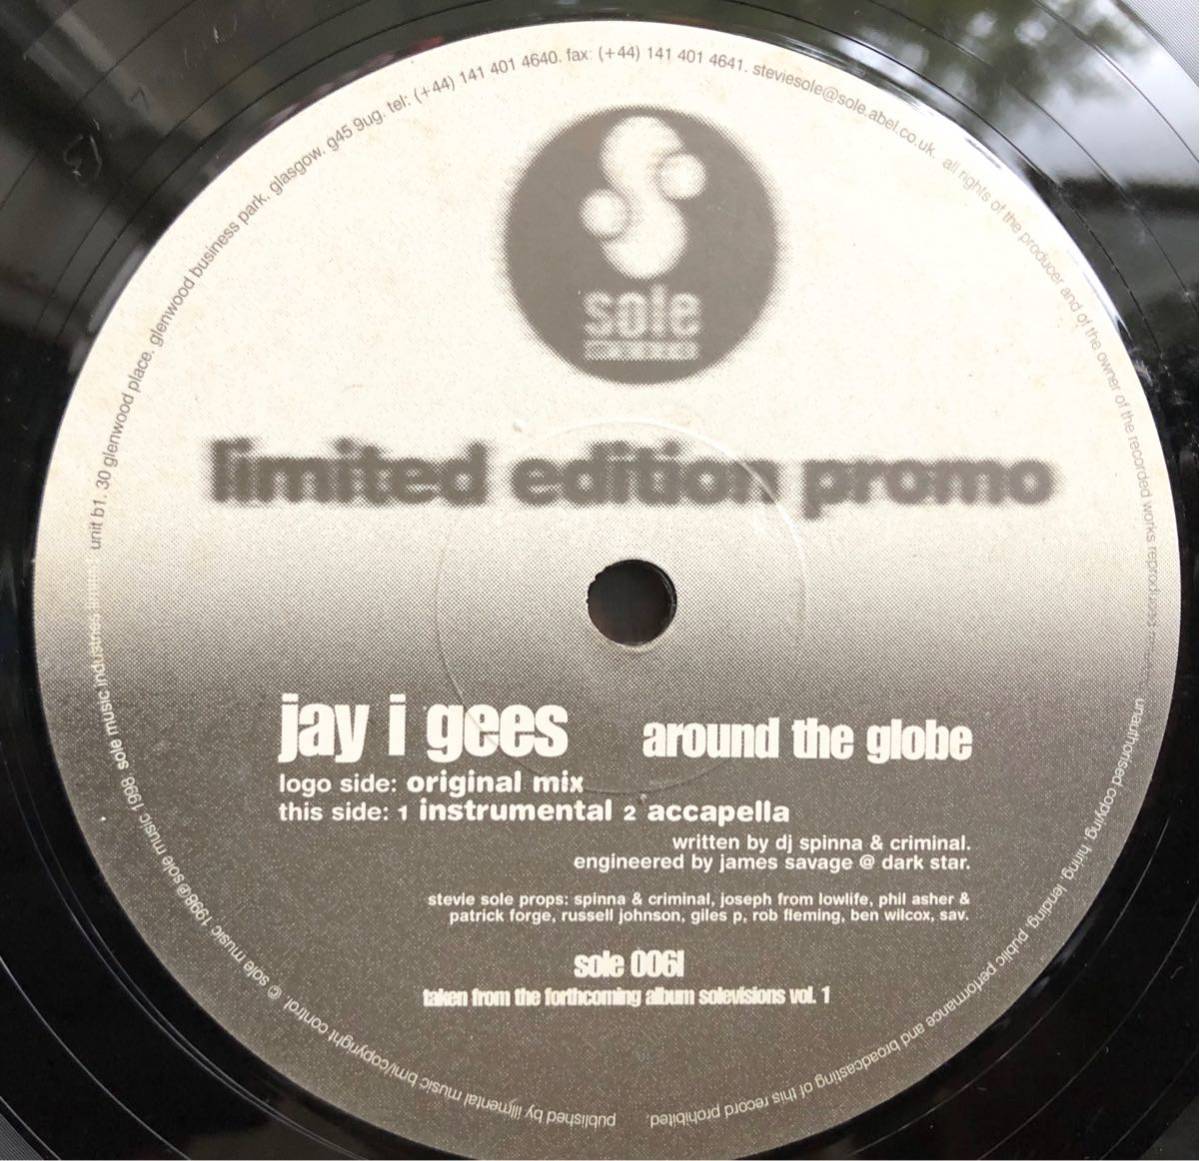 unit b1. 30 glenwood place. glenwood business park. glasgow. g45 9ug. tel: (+44) 141 401 4640. fax: (+44) 141 401 4641. steviesole@sole.abel.co.uk.
all rights of the producer and of the owner of the recorded works reproduced
unauthorised copying, hiring, lending, public performance and broadcasting of this record prohibited.
published by illmental music bmi/copyright control. © sole music 1998℗ sole music 1998 sole music industries limited
sole
limited edition promo
jay i gees around the globe
logo side: original mix
this side: 1 instrumental 2 accapella
written by dj spinna & criminal.
engineered by james savage @ dark star.
stevie sole props: spinna & criminal, joseph from lowlife, phil asher &
patrick forge, russell johnson, giles p, rob fleming, ben wilcox, sav.
sole 006l
taken from the forthcoming album solevisions vol. 1